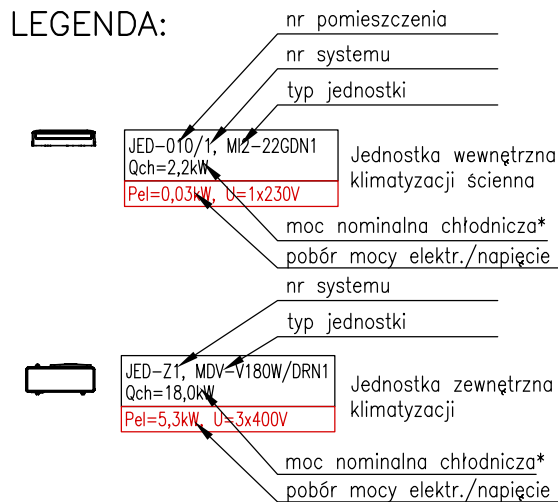 LEGENDA:
nr pomieszczenia
nr systemu
typ jednostki
JED-010/1, MI2-22GDN1
Qch=2,2kW
Pel=0,03kW, U=1x230V
Jednostka wewnętrzna
klimatyzacji ścienna
moc nominalna chłodnicza*
pobór mocy elektr./napięcie
nr systemu
typ jednostki
JED-Z1, MDV-V180W/DRN1
Qch=18,0kW
Pel=5,3kW, U=3x400V
Jednostka zewnętrzna
klimatyzacji
moc nominalna chłodnicza*
pobór mocy elektr./napięcie